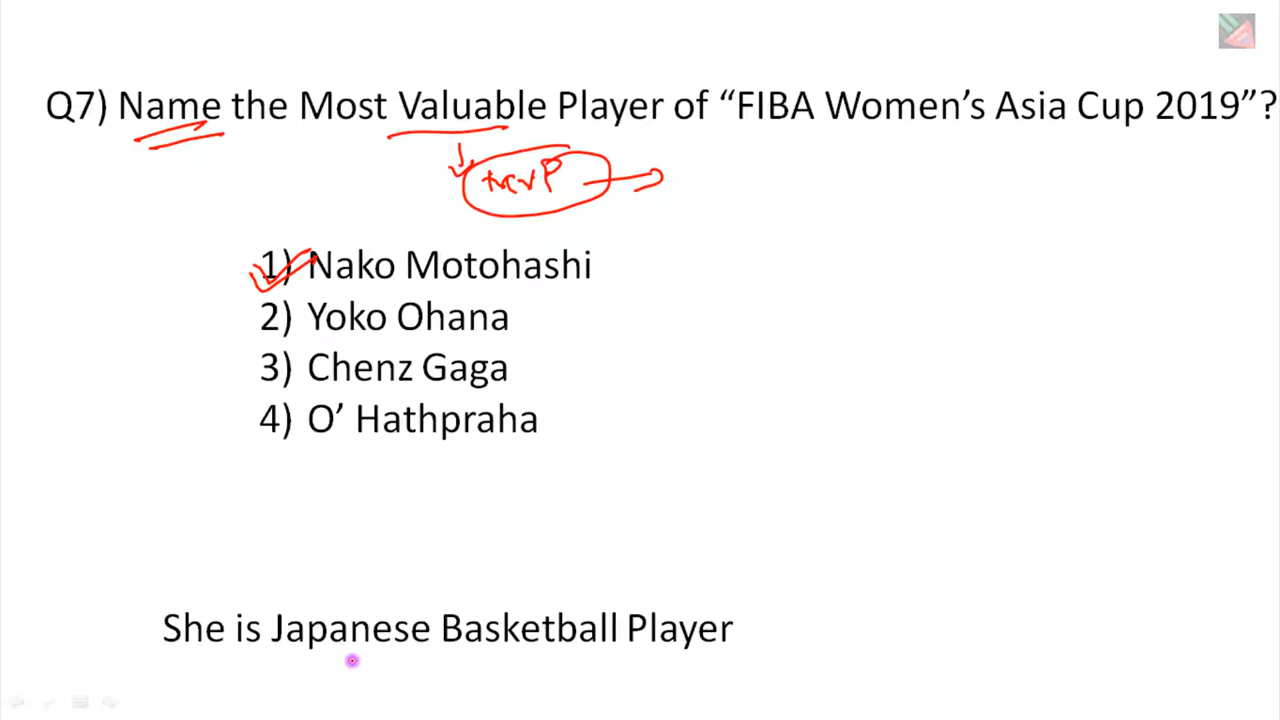 Q7) Name the Most Valuable Player of “FIBA Women’s Asia Cup 2019”?
MVP
1) Nako Motohashi
2) Yoko Ohana
3) Chenz Gaga
4) O’ Hathpraha
She is Japanese Basketball Player